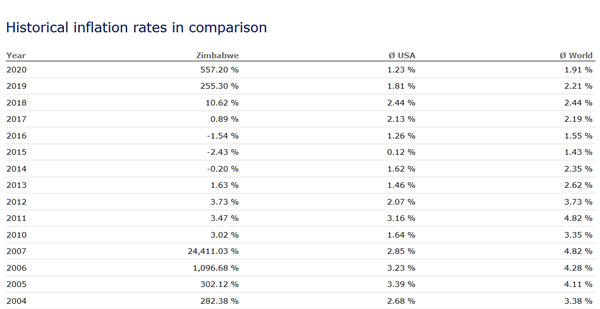 Historical inflation rates in comparison
Year Zimbabwe Ø USA Ø World
2020 557.20 % 1.23 % 1.91 %
2019 255.30 % 1.81 % 2.21 %
2018 10.62 % 2.44 % 2.44 %
2017 0.89 % 2.13 % 2.19 %
2016 -1.54 % 1.26 % 1.55 %
2015 -2.43 % 0.12 % 1.43 %
2014 -0.20 % 1.62 % 2.35 %
2013 1.63 % 1.46 % 2.62 %
2012 3.73 % 2.07 % 3.73 %
2011 3.47 % 3.16 % 4.82 %
2010 3.02 % 1.64 % 3.35 %
2007 24,411.03 % 2.85 % 4.82 %
2006 1,096.68 % 3.23 % 4.28 %
2005 302.12 % 3.39 % 4.11 %
2004 282.38 % 2.68 % 3.38 %